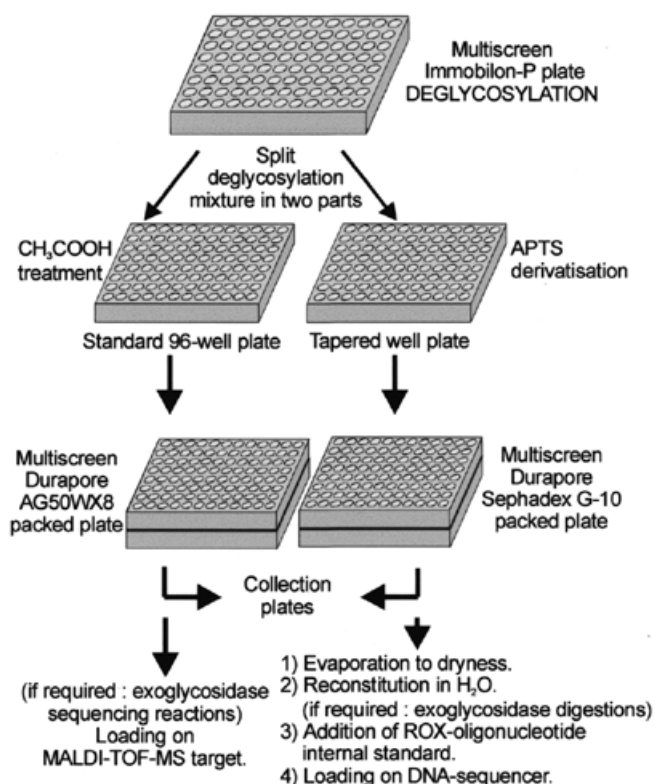 Multiscreen
Immobilon-P plate
DEGLYCOSYLATION
Split
deglycosylation
mixture in two parts
CH₃COOH
treatment
APTS
derivatisation
Standard 96-well plate
Tapered well plate
Multiscreen
Durapore
AG50WX8
packed plate
Multiscreen
Durapore
Sephadex G-10
packed plate
Collection
plates
(if required : exoglycosidase
sequencing reactions)
Loading on
MALDI-TOF-MS target.
1) Evaporation to dryness.
2) Reconstitution in H₂O.
(if required : exoglycosidase digestions)
3) Addition of ROX-oligonucleotide
internal standard.
4) Loading on DNA-sequencer.